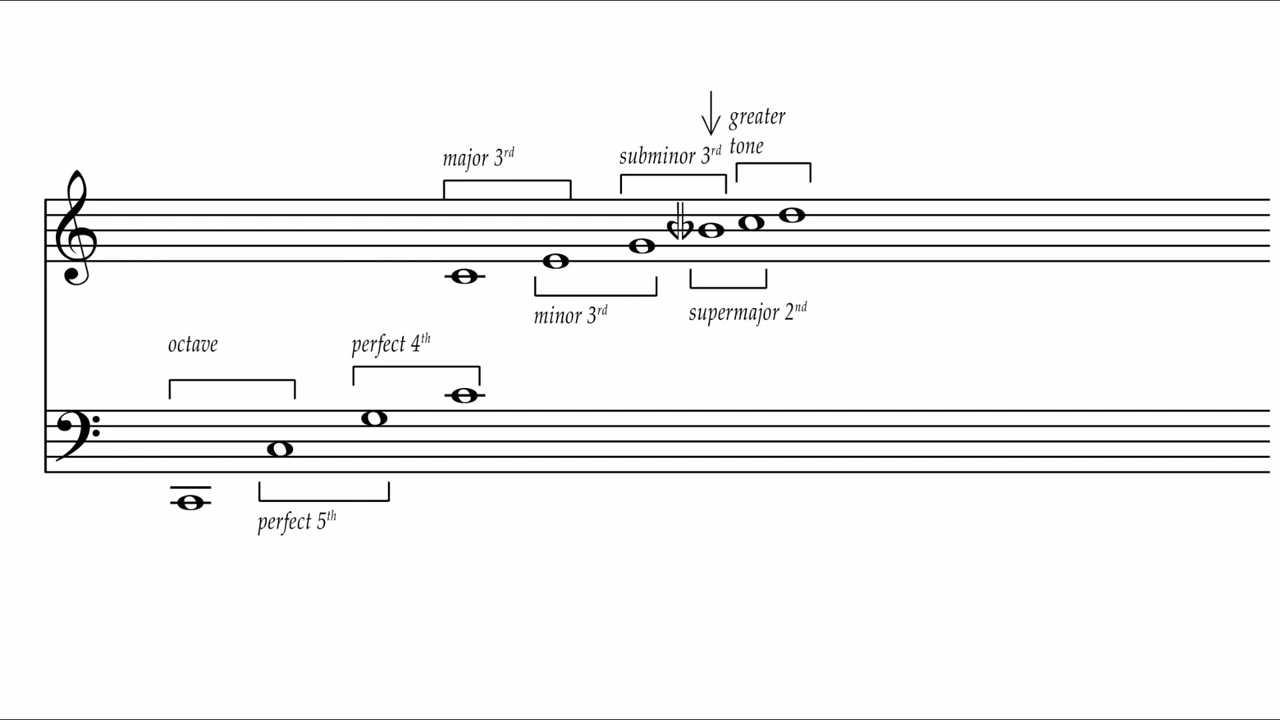 greater
tone
major 3rd
subminor 3rd
minor 3rd
supermajor 2nd
octave
perfect 4th
perfect 5th